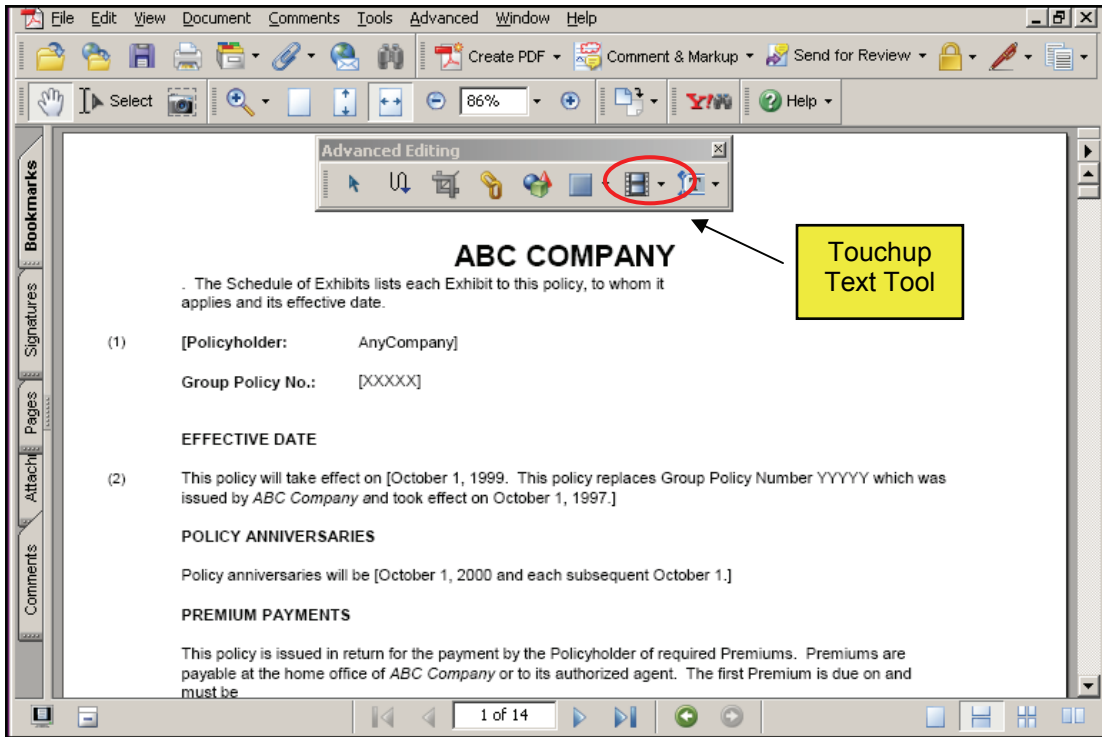 File Edit View Document Comments Tools Advanced Window Help
Create PDF Comment & Markup Send for Review
Select 86% Y! Help
Advanced Editing
Bookmarks
Signatures
Pages
Attach
Comments
Touchup
Text Tool
ABC COMPANY
. The Schedule of Exhibits lists each Exhibit to this policy, to whom it
applies and its effective date.
(1) [Policyholder: AnyCompany]
Group Policy No.: [XXXXX]
EFFECTIVE DATE
(2) This policy will take effect on [October 1, 1999. This policy replaces Group Policy Number YYYYY which was
issued by ABC Company and took effect on October 1, 1997.]
POLICY ANNIVERSARIES
Policy anniversaries will be [October 1, 2000 and each subsequent October 1.]
PREMIUM PAYMENTS
This policy is issued in return for the payment by the Policyholder of required Premiums. Premiums are
payable at the home office of ABC Company or to its authorized agent. The first Premium is due on and
must be
1 of 14